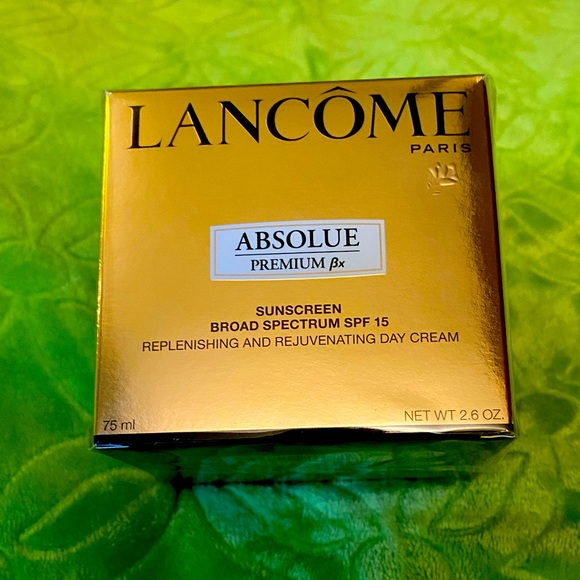 LANCÔME
PARIS
ABSOLUE
PREMIUM βx
SUNSCREEN
BROAD SPECTRUM SPF 15
REPLENISHING AND REJUVENATING DAY CREAM
75 ml NET WT 2.6 OZ.